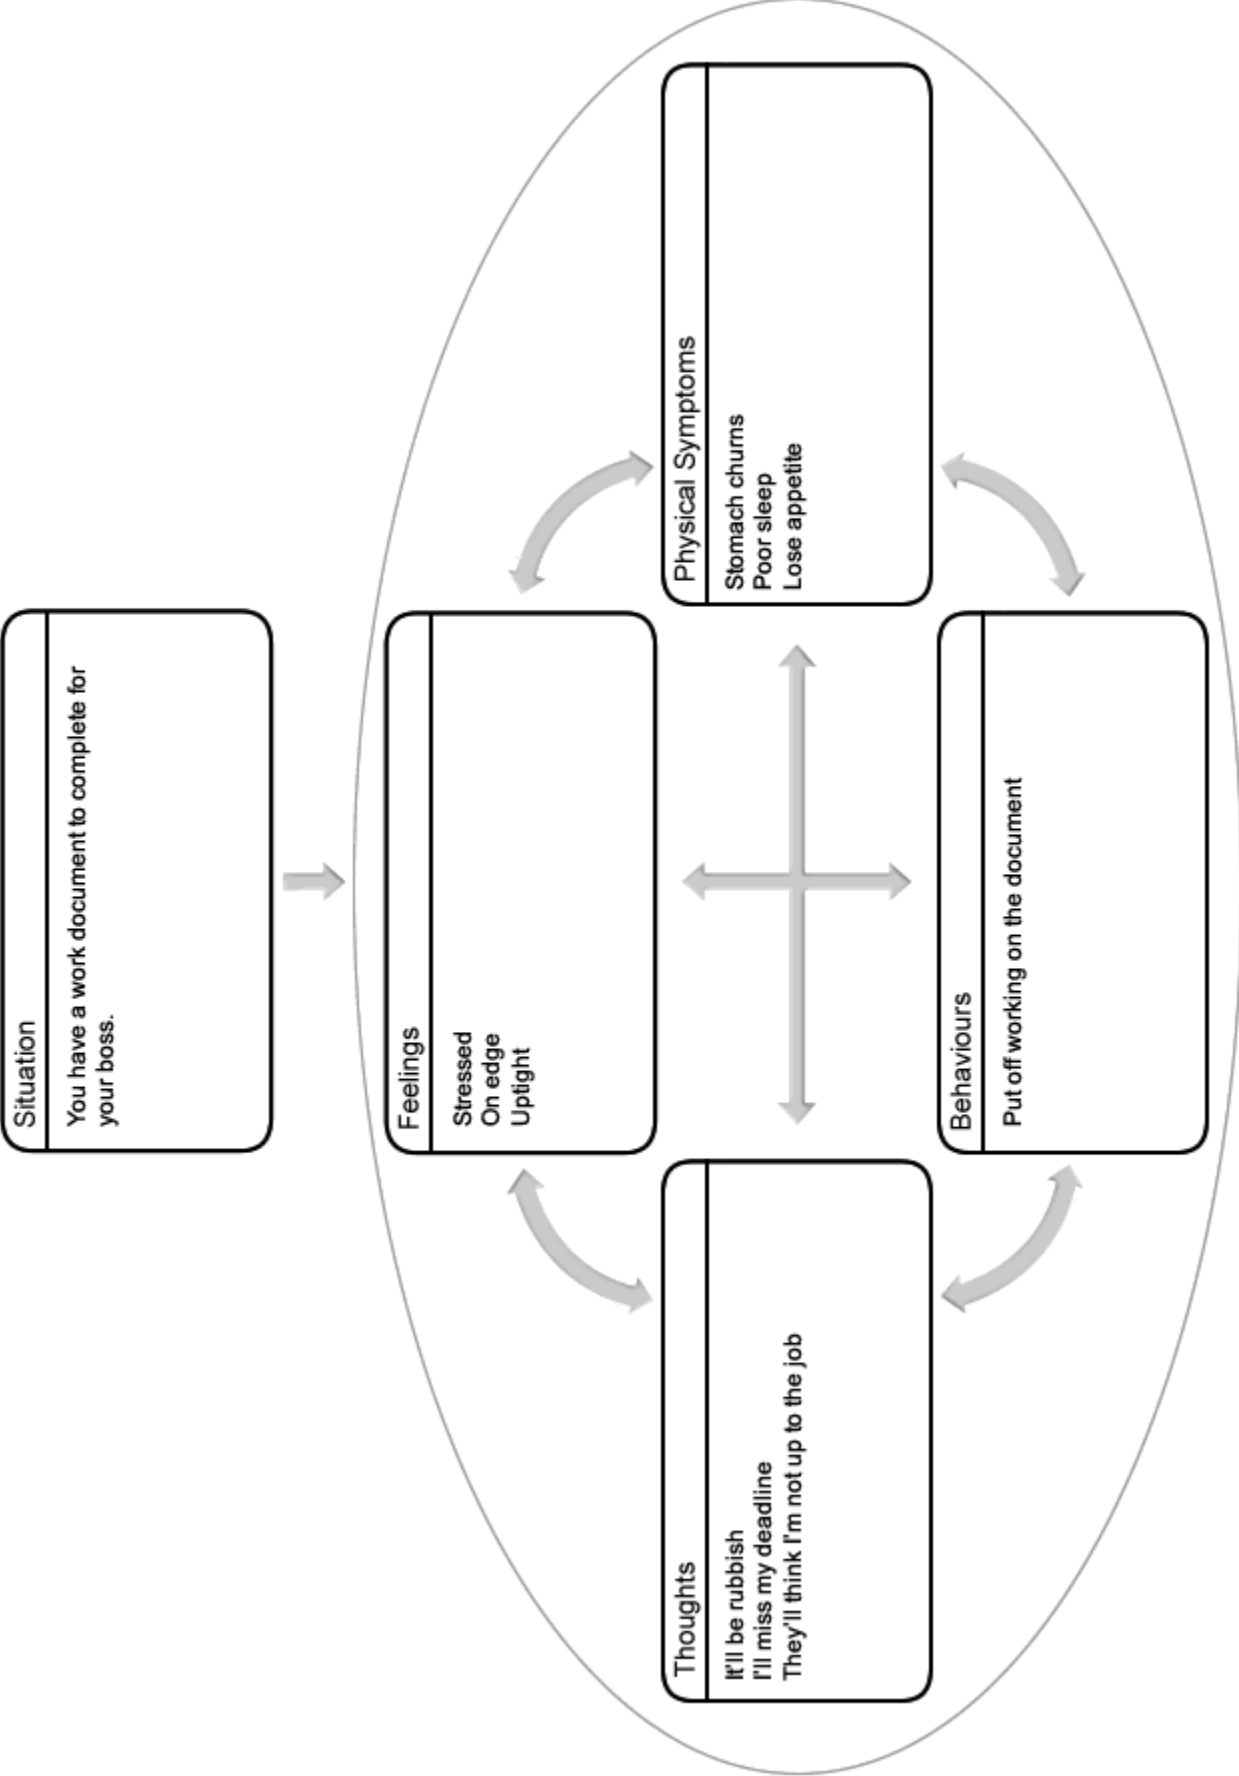 Situation
You have a work document to complete for
your boss.
Feelings
Stressed
On edge
Uptight
Thoughts
It'll be rubbish
I'll miss my deadline
They'll think I'm not up to the job
Physical Symptoms
Stomach churns
Poor sleep
Lose appetite
Behaviours
Put off working on the document